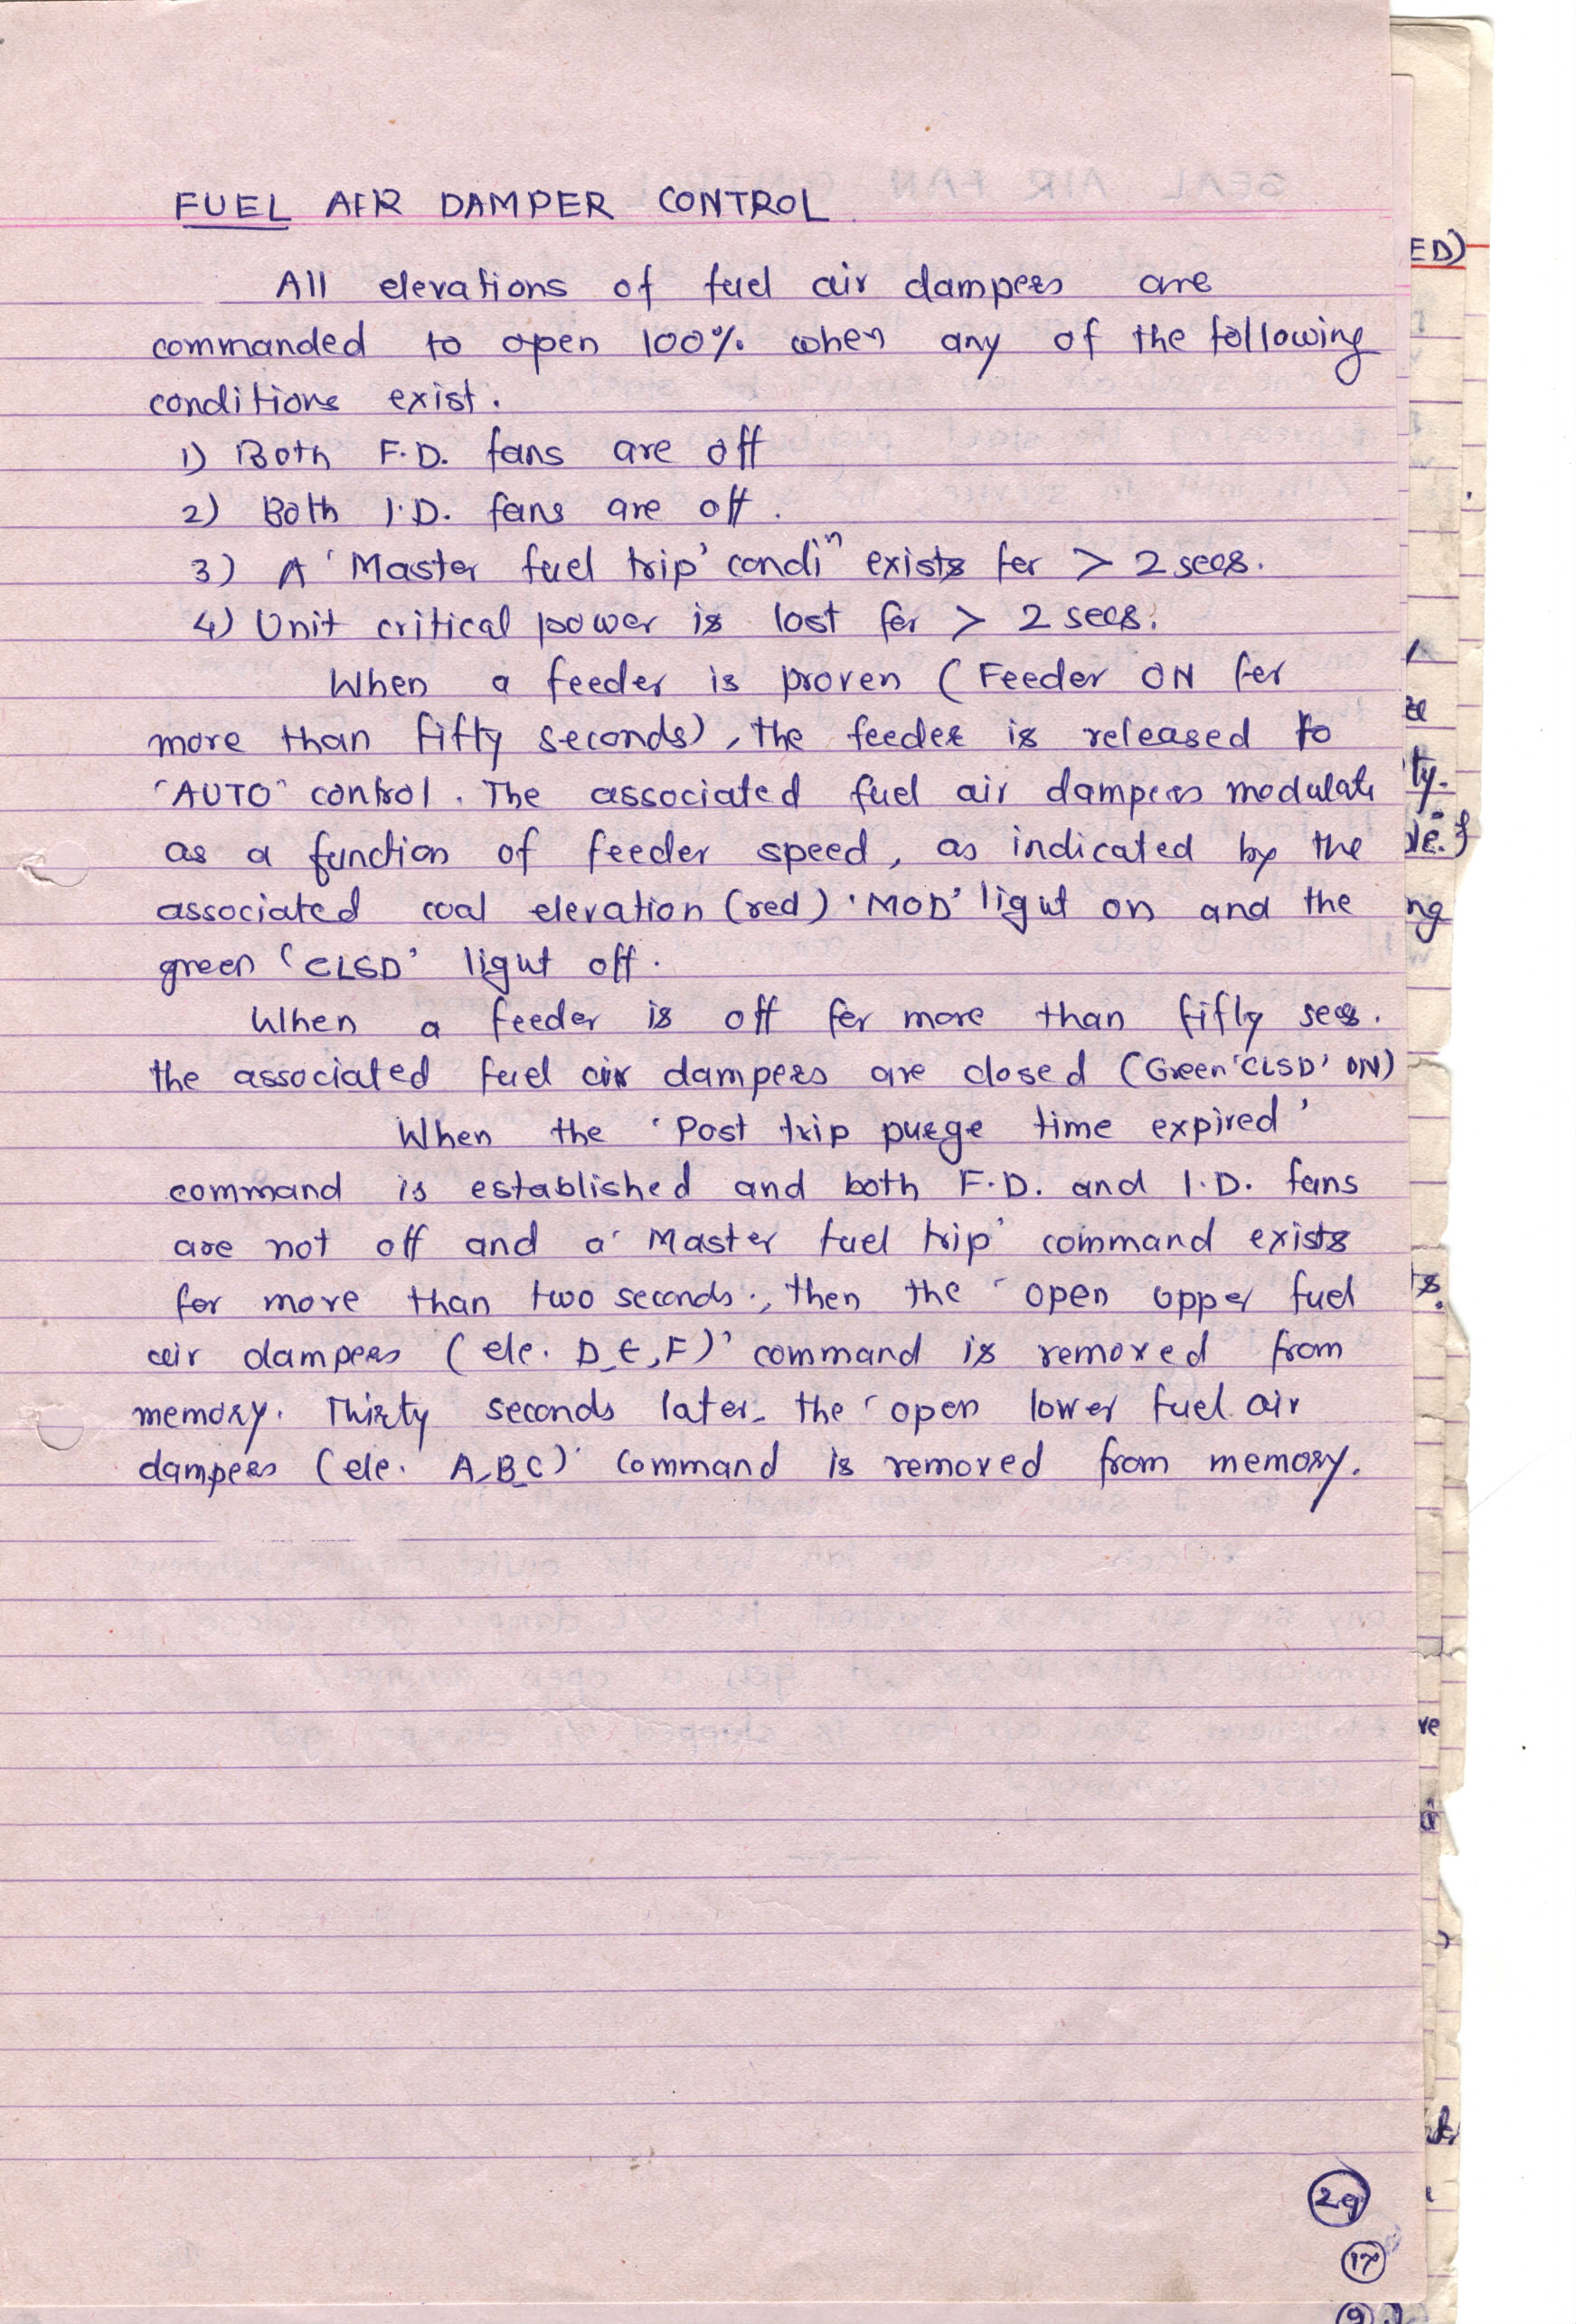 FUEL AIR DAMPER CONTROL
All elevations of fuel air dampers are
commanded to open 100% when any of the following
conditions exist.
1) Both F.D. fans are off
2) Both I.D. fans are off.
3) A 'Master fuel trip' condiⁿ exists for > 2 secs.
4) Unit critical power is lost for > 2 secs.
When a feeder is proven (Feeder ON for
more than fifty seconds), the feeder is released to
'AUTO' control. The associated fuel air dampers modulate
as a function of feeder speed, as indicated by the
associated coal elevation (red) 'MOD' light on and the
green 'CLSD' light off.
When a feeder is off for more than fifty secs.
the associated fuel air dampers are closed (Green 'CLSD' ON)
When the 'Post trip purge time expired'
command is established and both F.D. and I.D. fans
are not off and a 'Master fuel trip' command exists
for more than two seconds, then the 'open upper fuel
air dampers (ele. D,E,F)' command is removed from
memory. Thirty seconds later, the 'open lower fuel air
dampers (ele. A,B,C)' command is removed from memory.
29
17
9
ED)
ty.
ng
ve